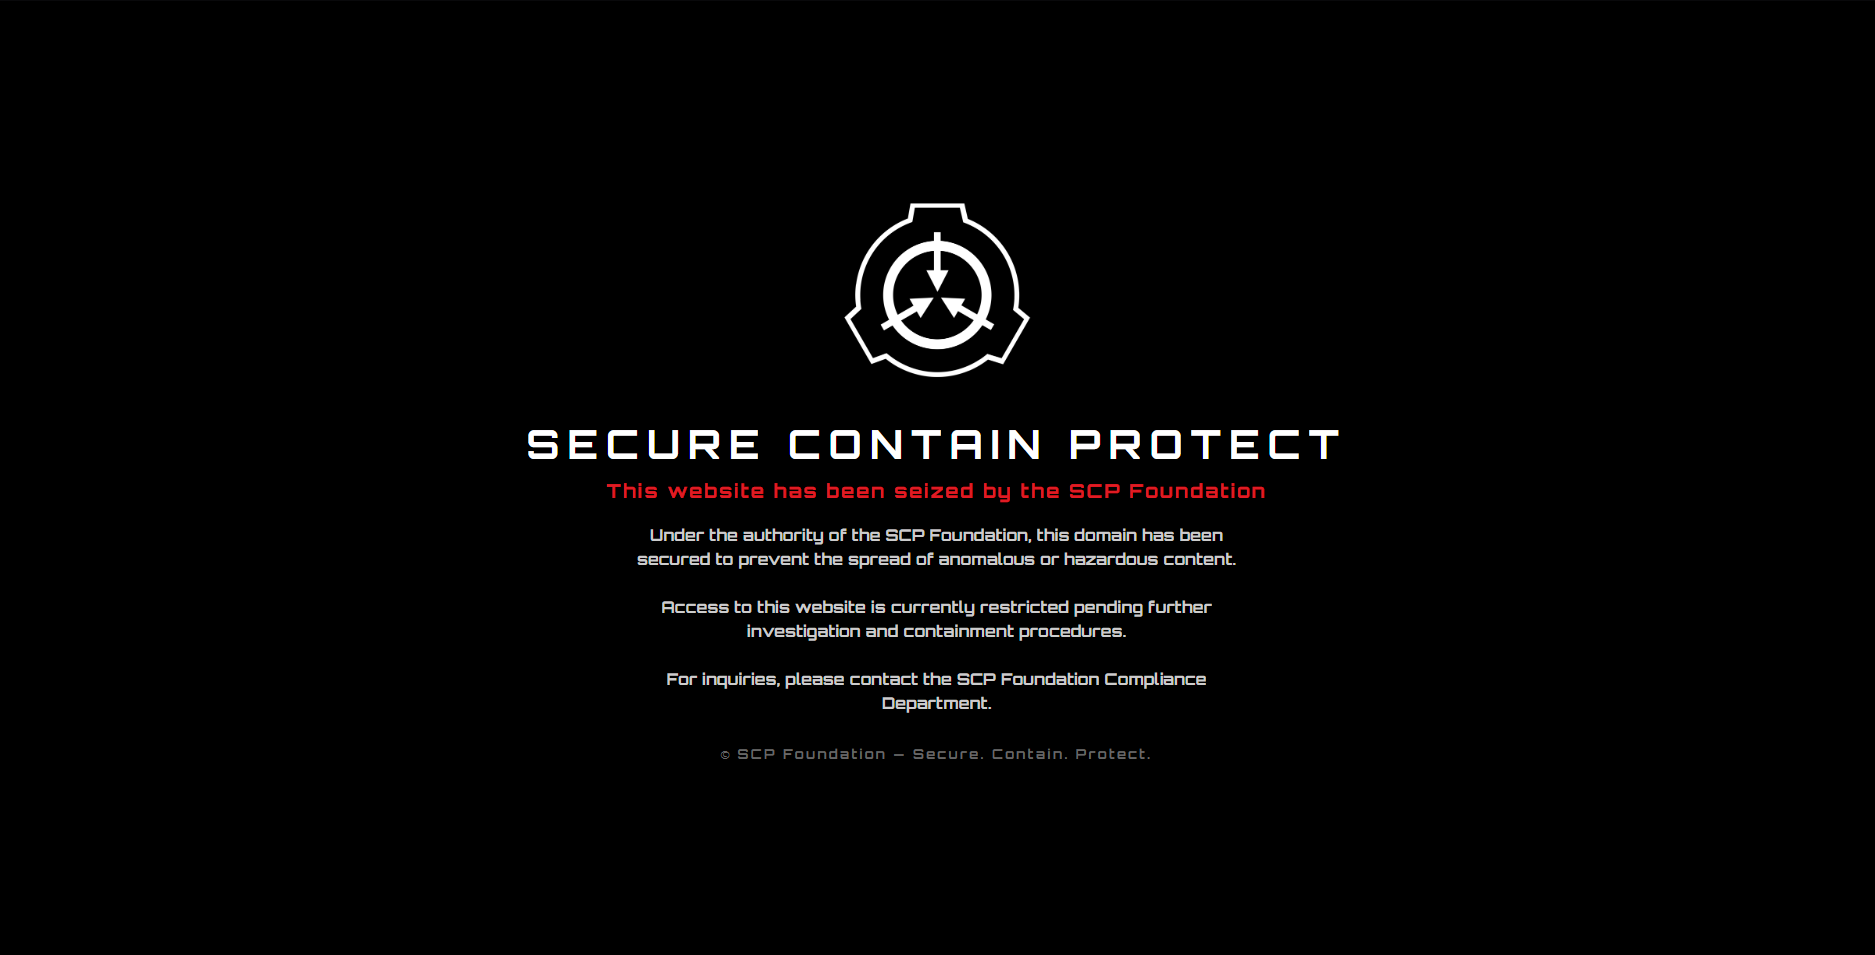 SECURE CONTAIN PROTECT
This website has been seized by the SCP Foundation
Under the authority of the SCP Foundation, this domain has been
secured to prevent the spread of anomalous or hazardous content.
Access to this website is currently restricted pending further
investigation and containment procedures.
For inquiries, please contact the SCP Foundation Compliance
Department.
© SCP Foundation — Secure. Contain. Protect.